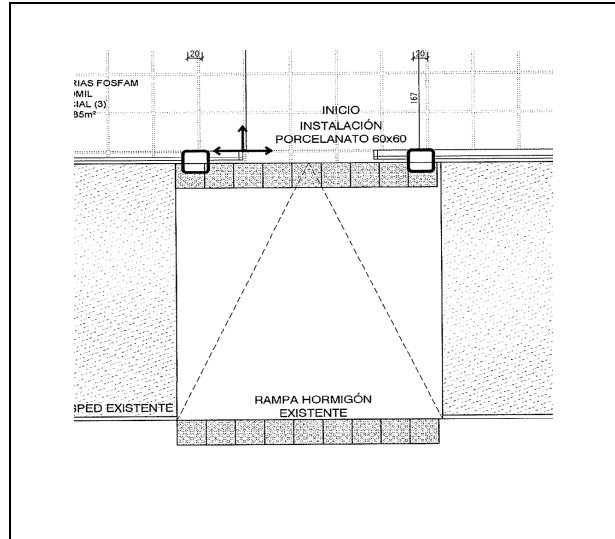 20
20
RIAS FOSFAM
OMIL
CIAL (3)
85m²
167
INICIO
INSTALACIÓN
PORCELANATO 60x60
SPED EXISTENTE
RAMPA HORMIGÓN
EXISTENTE